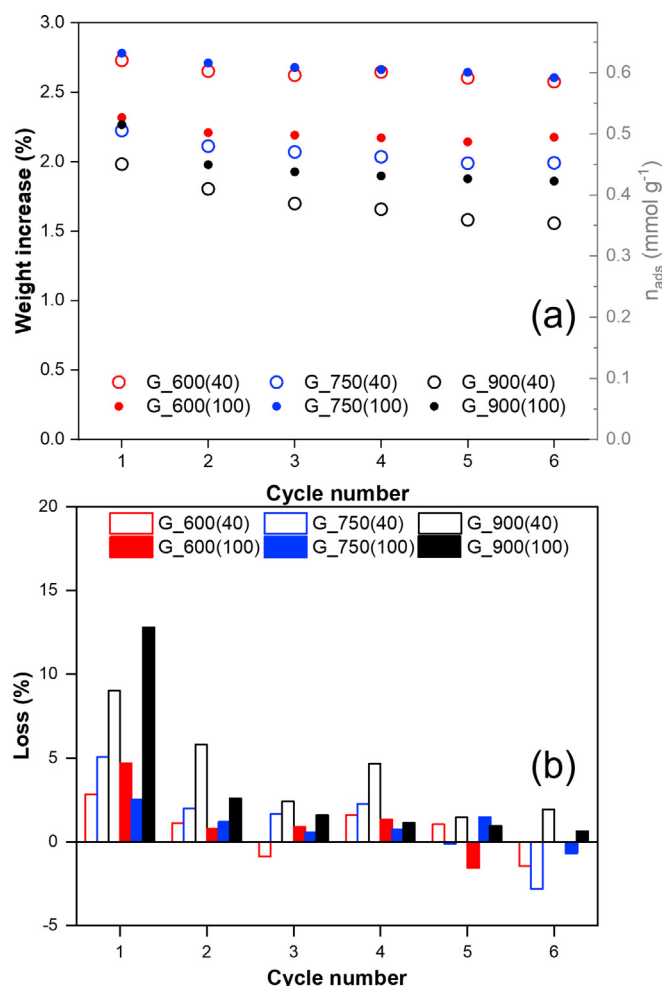 3.0
2.5
2.0
1.5
1.0
0.5
0.0
Weight increase (%)
0.6
0.5
0.4
0.3
0.2
0.1
0.0
n_ads (mmol g⁻¹)
(a)
G_600(40) G_750(40) G_900(40)
G_600(100) G_750(100) G_900(100)
1 2 3 4 5 6
Cycle number
20
15
10
5
0
-5
Loss (%)
G_600(40) G_750(40) G_900(40)
G_600(100) G_750(100) G_900(100)
(b)
1 2 3 4 5 6
Cycle number